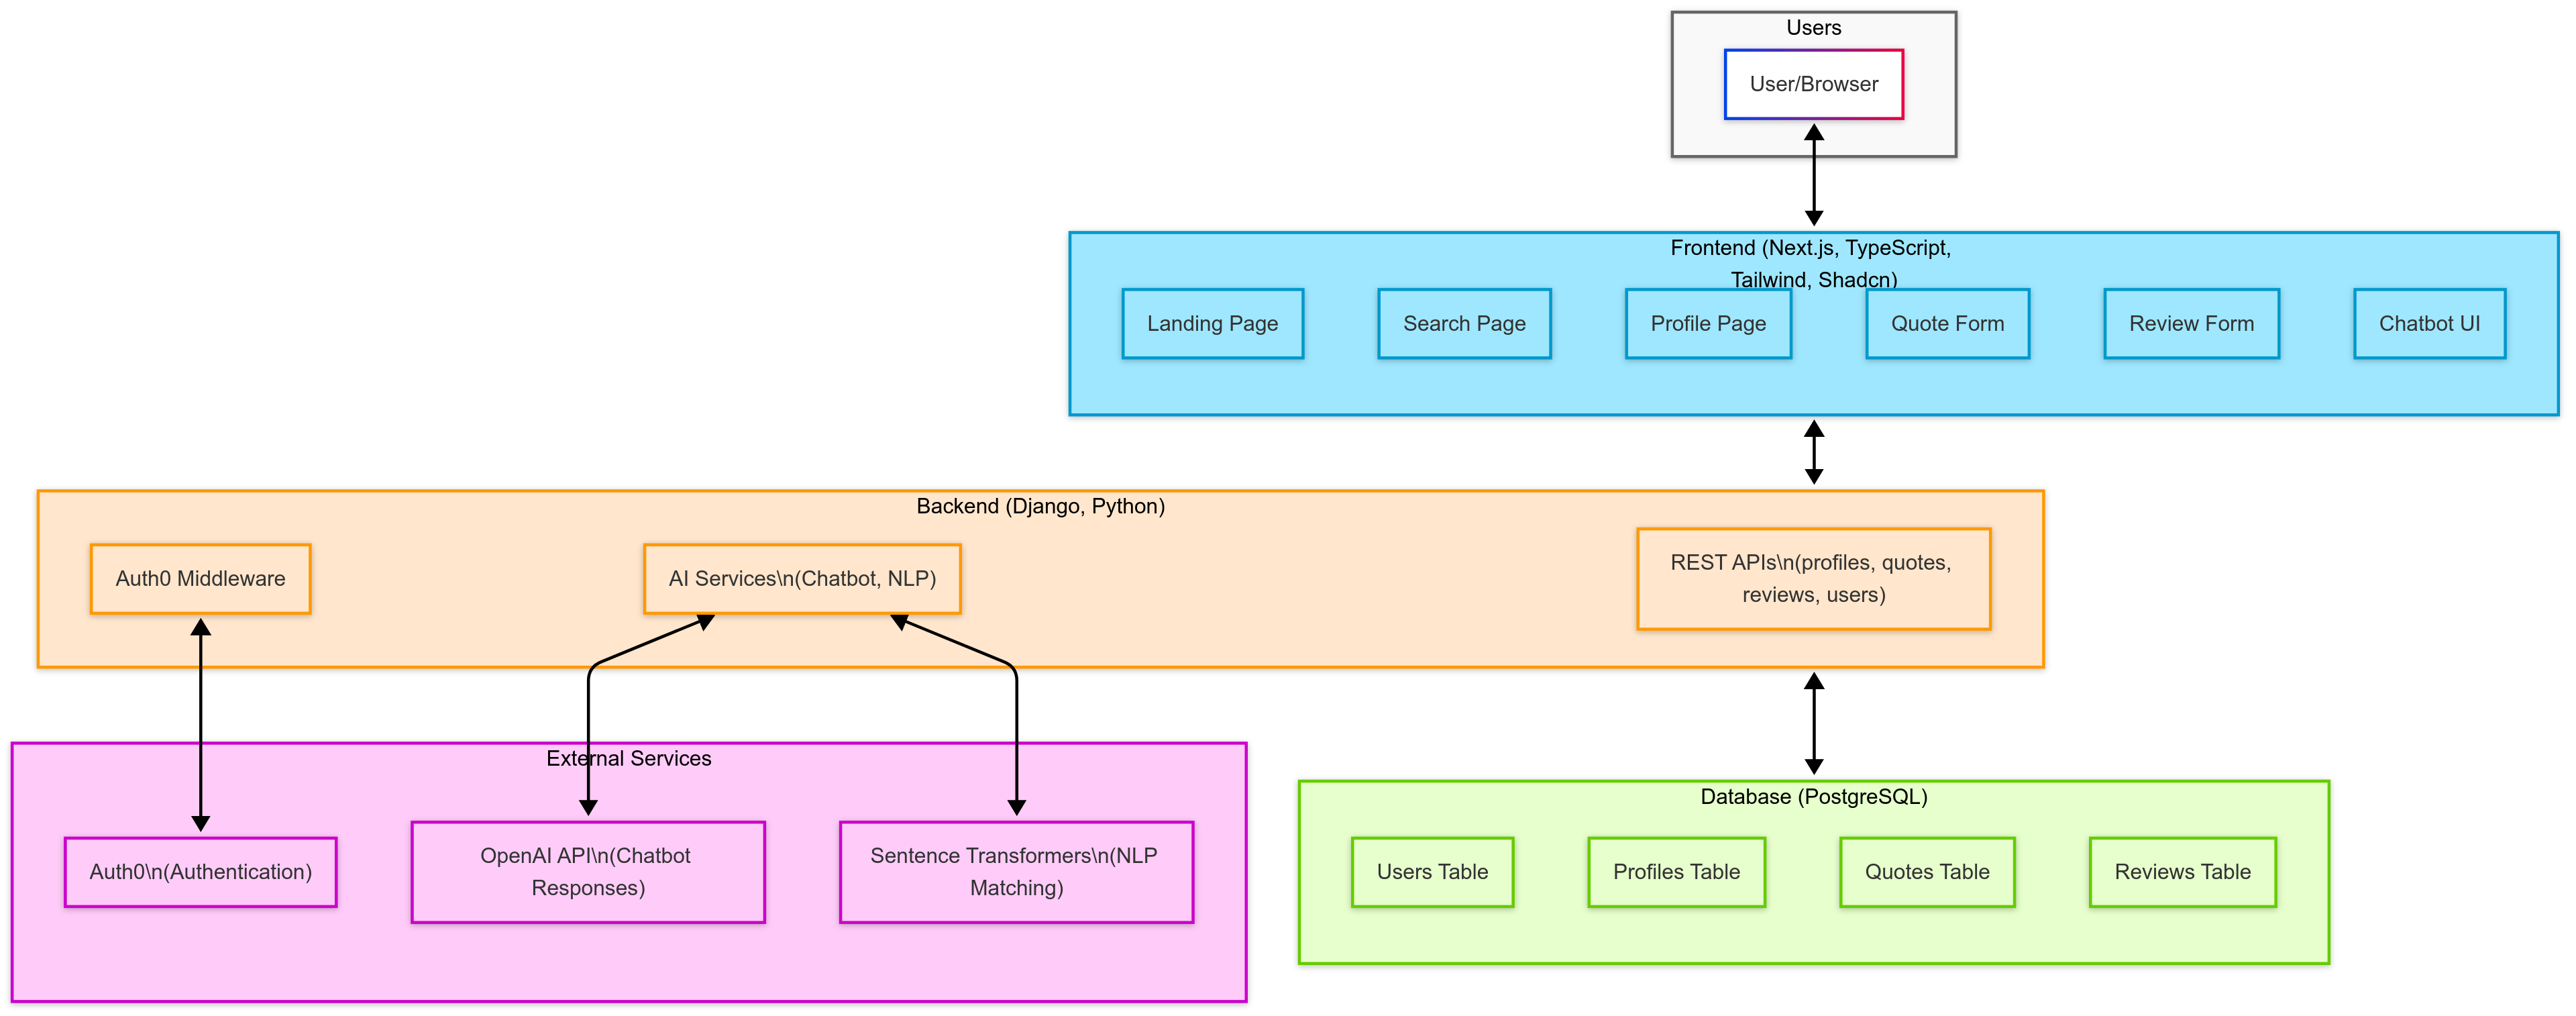 Users
User/Browser
Frontend (Next.js, TypeScript,
Tailwind, Shadcn)
Landing Page
Search Page
Profile Page
Quote Form
Review Form
Chatbot UI
Backend (Django, Python)
Auth0 Middleware
AI Services\n(Chatbot, NLP)
REST APIs\n(profiles, quotes,
reviews, users)
External Services
Auth0\n(Authentication)
OpenAI API\n(Chatbot
Responses)
Sentence Transformers\n(NLP
Matching)
Database (PostgreSQL)
Users Table
Profiles Table
Quotes Table
Reviews Table